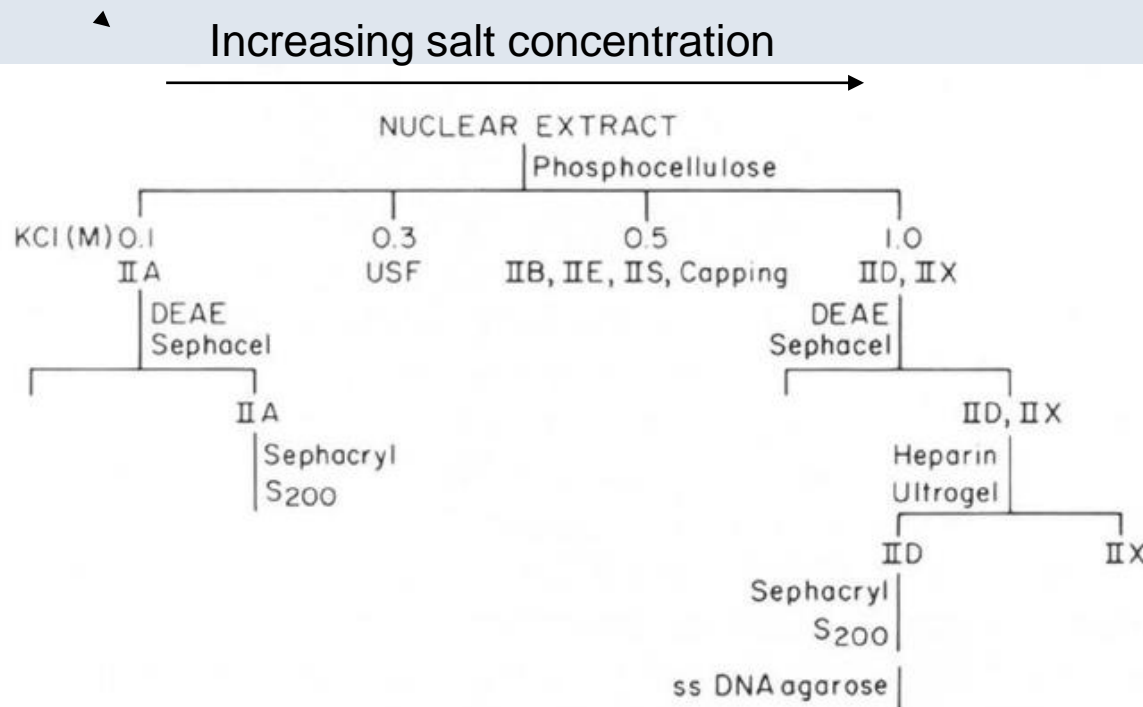 Increasing salt concentration
NUCLEAR EXTRACT
Phosphocellulose
KCl (M) 0.1 0.3 0.5 1.0
IIA USF IIB, IIE, IIS, Capping IID, IIX
DEAE DEAE
Sephacel Sephacel
IIA IID, IIX
Sephacryl Heparin
S200 Ultrogel
IID IIX
Sephacryl
S200
ss DNA agarose